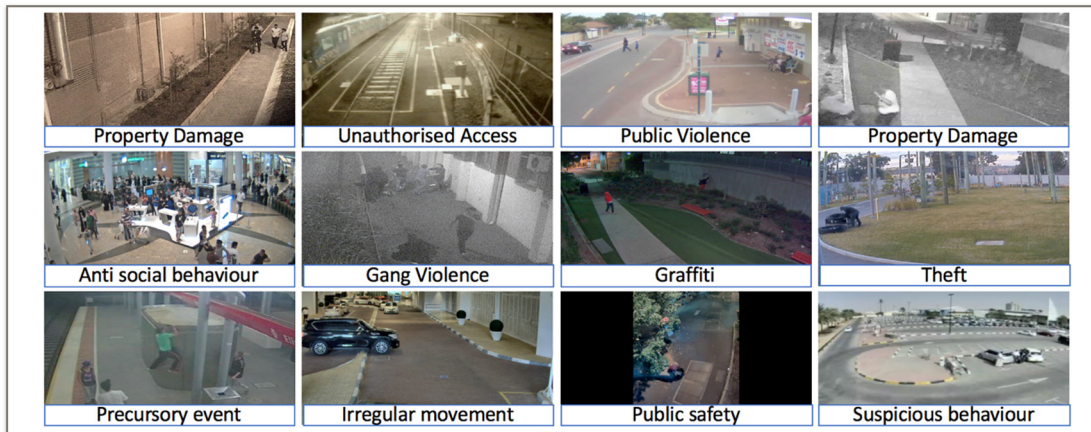 Property Damage
Unauthorised Access
Public Violence
Property Damage
Anti social behaviour
Gang Violence
Graffiti
Theft
Precursory event
Irregular movement
Public safety
Suspicious behaviour